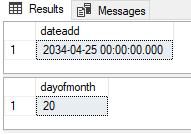 Results Messages
dateadd
1 2034-04-25 00:00:00.000
dayofmonth
1 20